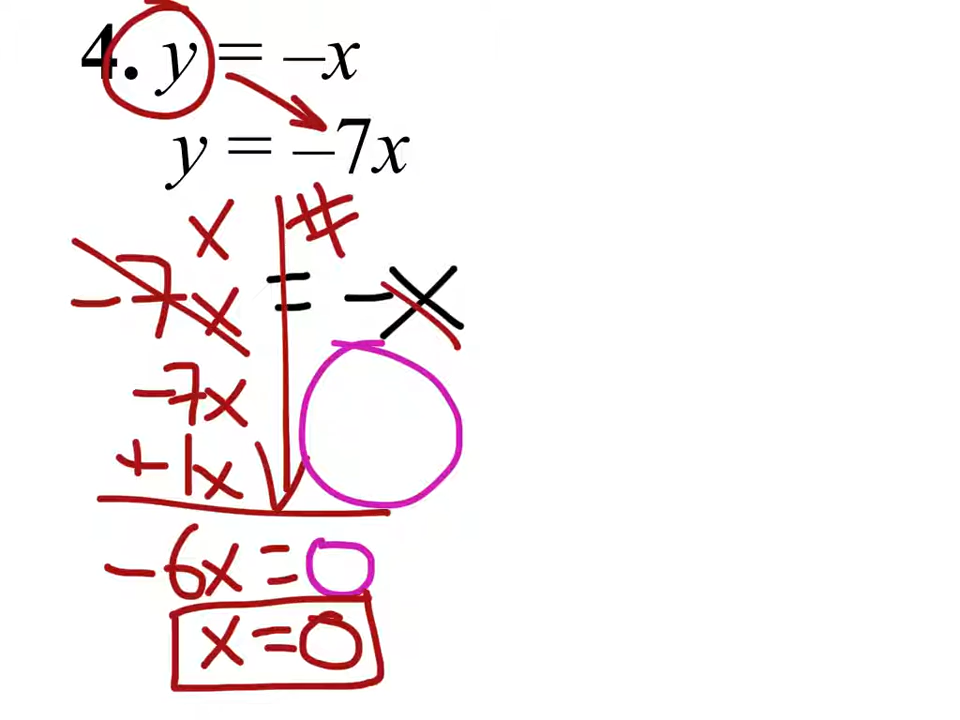 4. y = –x
y = –7x
x #
–7x = –x
–7x
+1x
–6x = 0
x = 0